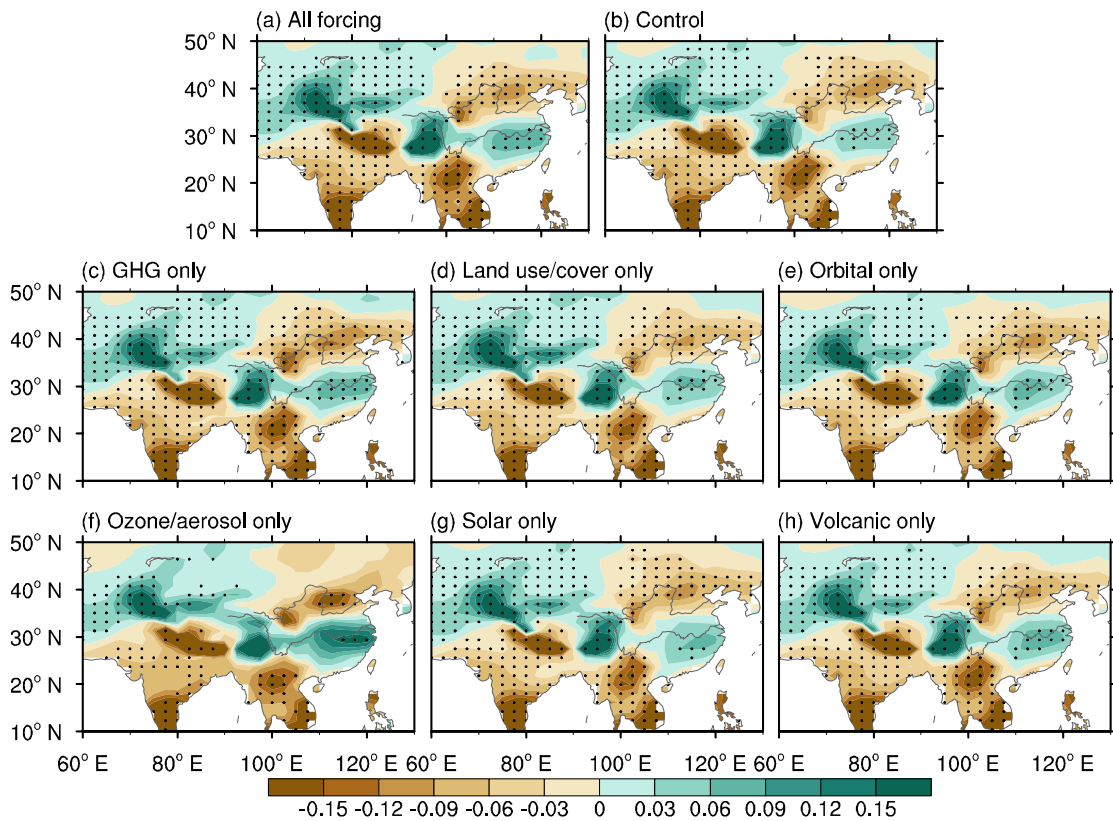 (a) All forcing
(b) Control
50° N
40° N
30° N
20° N
10° N
(c) GHG only
(d) Land use/cover only
(e) Orbital only
50° N
40° N
30° N
20° N
10° N
(f) Ozone/aerosol only
(g) Solar only
(h) Volcanic only
50° N
40° N
30° N
20° N
10° N
60° E 80° E 100° E 120° E 60° E 80° E 100° E 120° E 60° E 80° E 100° E 120° E
-0.15 -0.12 -0.09 -0.06 -0.03 0 0.03 0.06 0.09 0.12 0.15